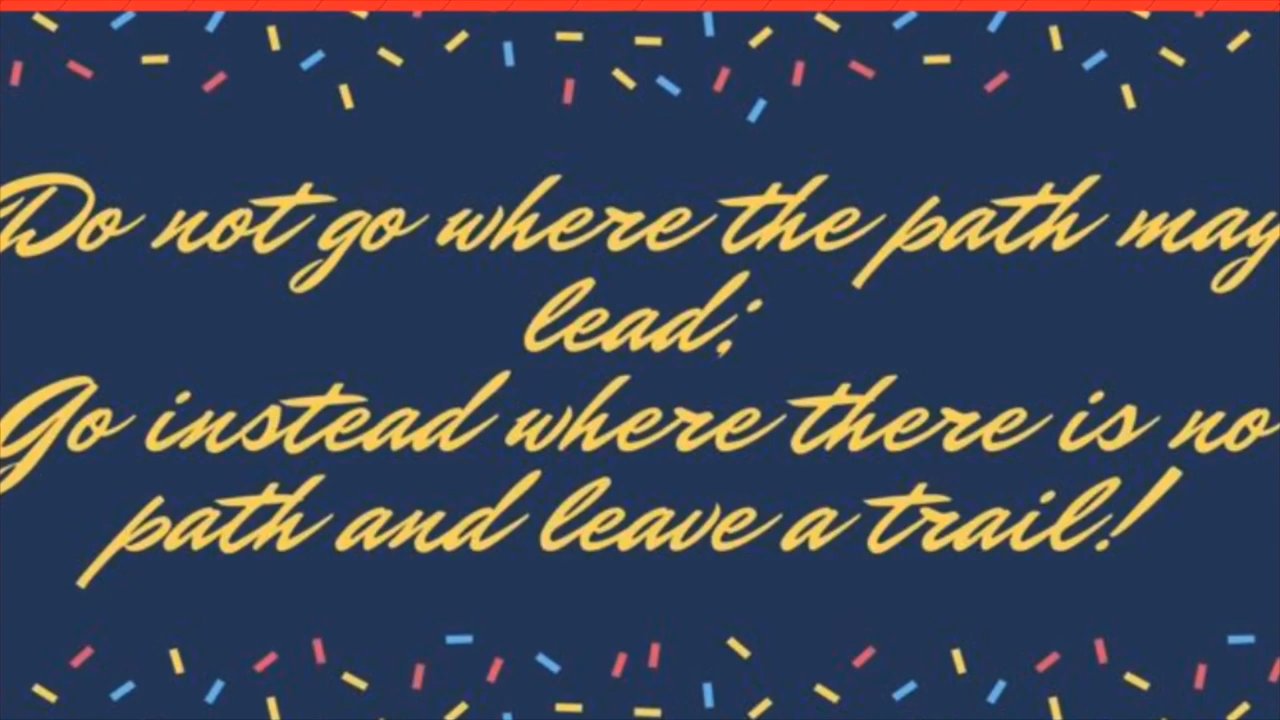 Do not go where the path may
lead;
Go instead where there is no
path and leave a trail!